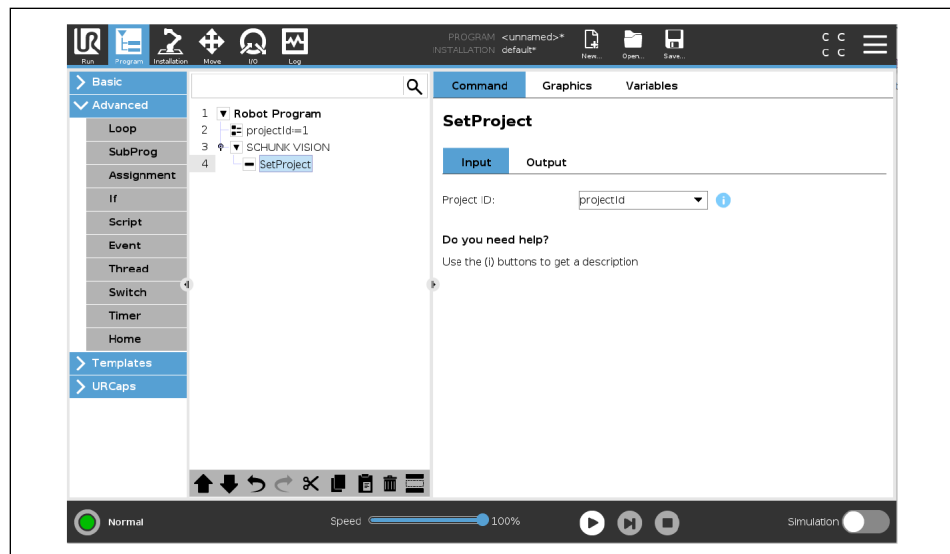 PROGRAM <unnamed>*
INSTALLATION default*
Run Program Installation Move I/O Log New... Open... Save...
C C
C C
Basic
Advanced
Loop
SubProg
Assignment
If
Script
Event
Thread
Switch
Timer
Home
Templates
URCaps
1 Robot Program
2 projectId≔1
3 SCHUNK VISION
4 SetProject
Command Graphics Variables
SetProject
Input Output
Project ID: projectId i
Do you need help?
Use the (i) buttons to get a description
Normal Speed 100% Simulation